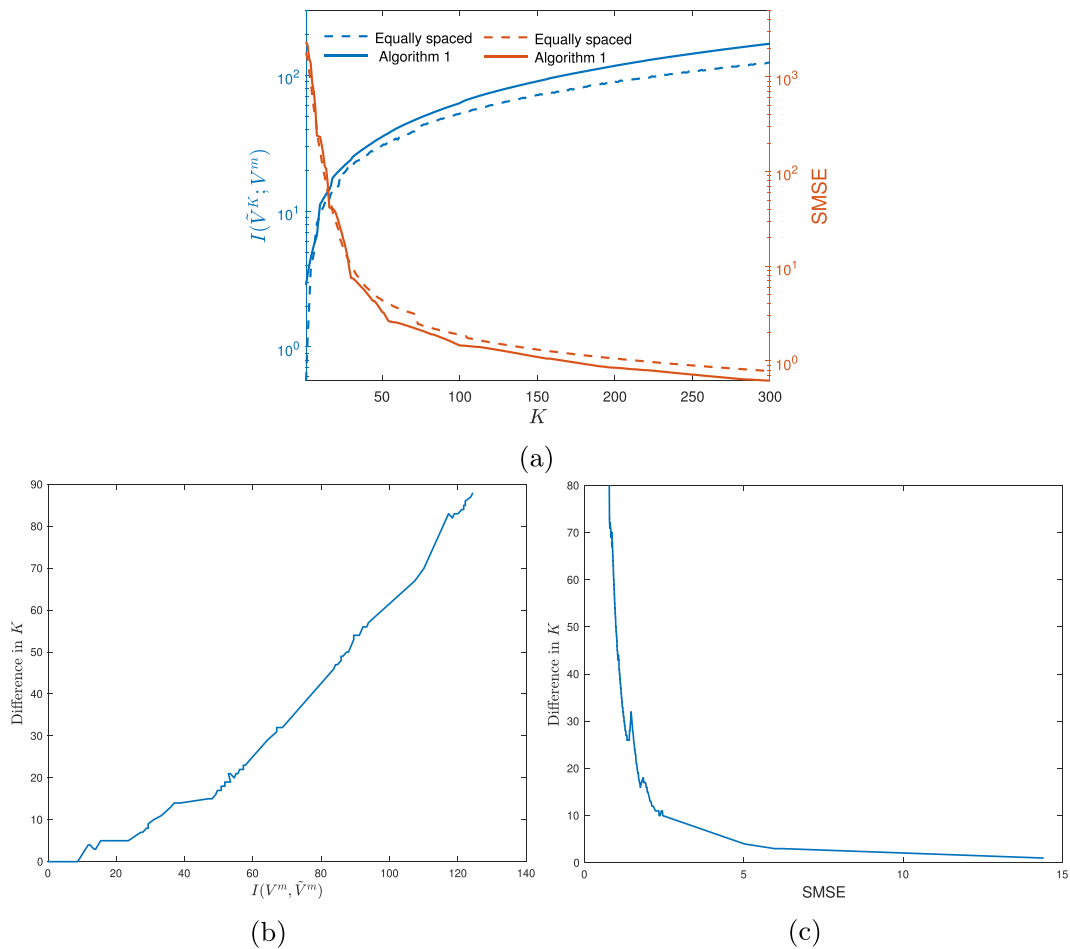 Equally spaced
Algorithm 1
Equally spaced
Algorithm 1
10^2
10^1
10^0
I(Ṽ^K; V^m)
10^3
10^2
10^1
10^0
SMSE
50 100 150 200 250 300
K
(a)
90
80
70
60
50
40
30
20
10
0
Difference in K
0 20 40 60 80 100 120 140
I(V^m, Ṽ^m)
(b)
80
70
60
50
40
30
20
10
0
Difference in K
0 5 10 15
SMSE
(c)